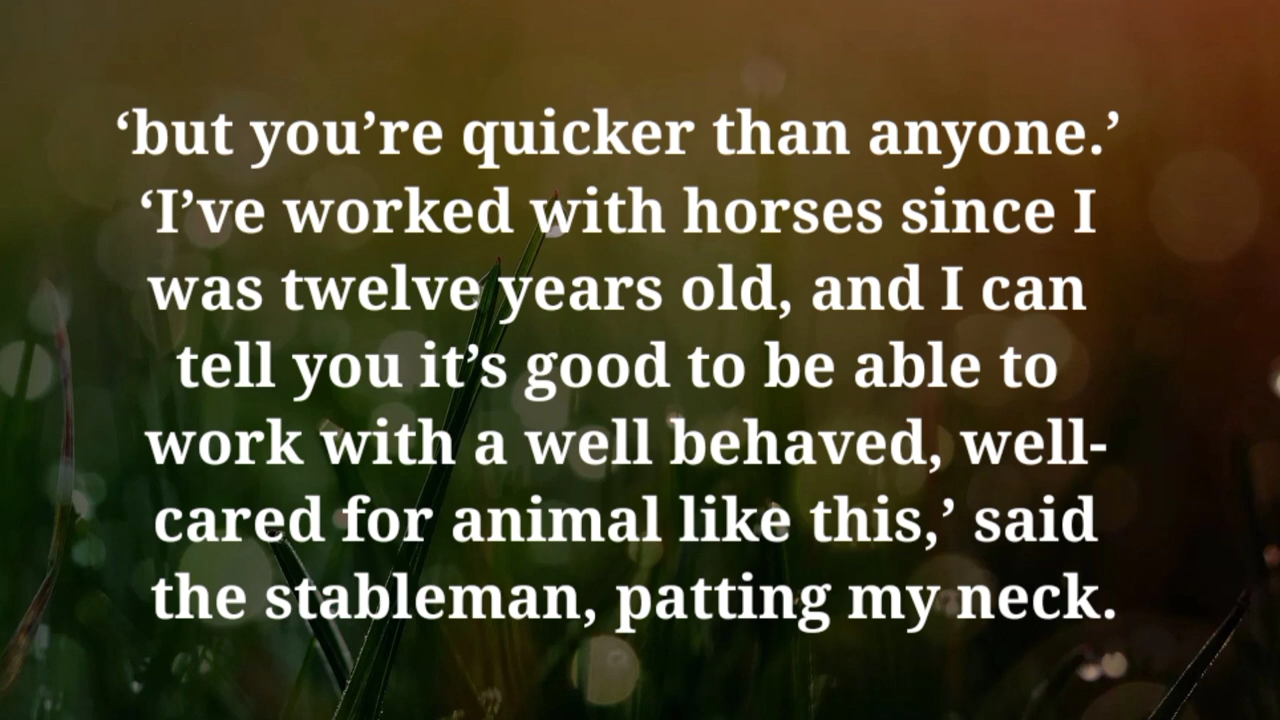 ‘but you’re quicker than anyone.’
‘I’ve worked with horses since I
was twelve years old, and I can
tell you it’s good to be able to
work with a well behaved, well-
cared for animal like this,’ said
the stableman, patting my neck.